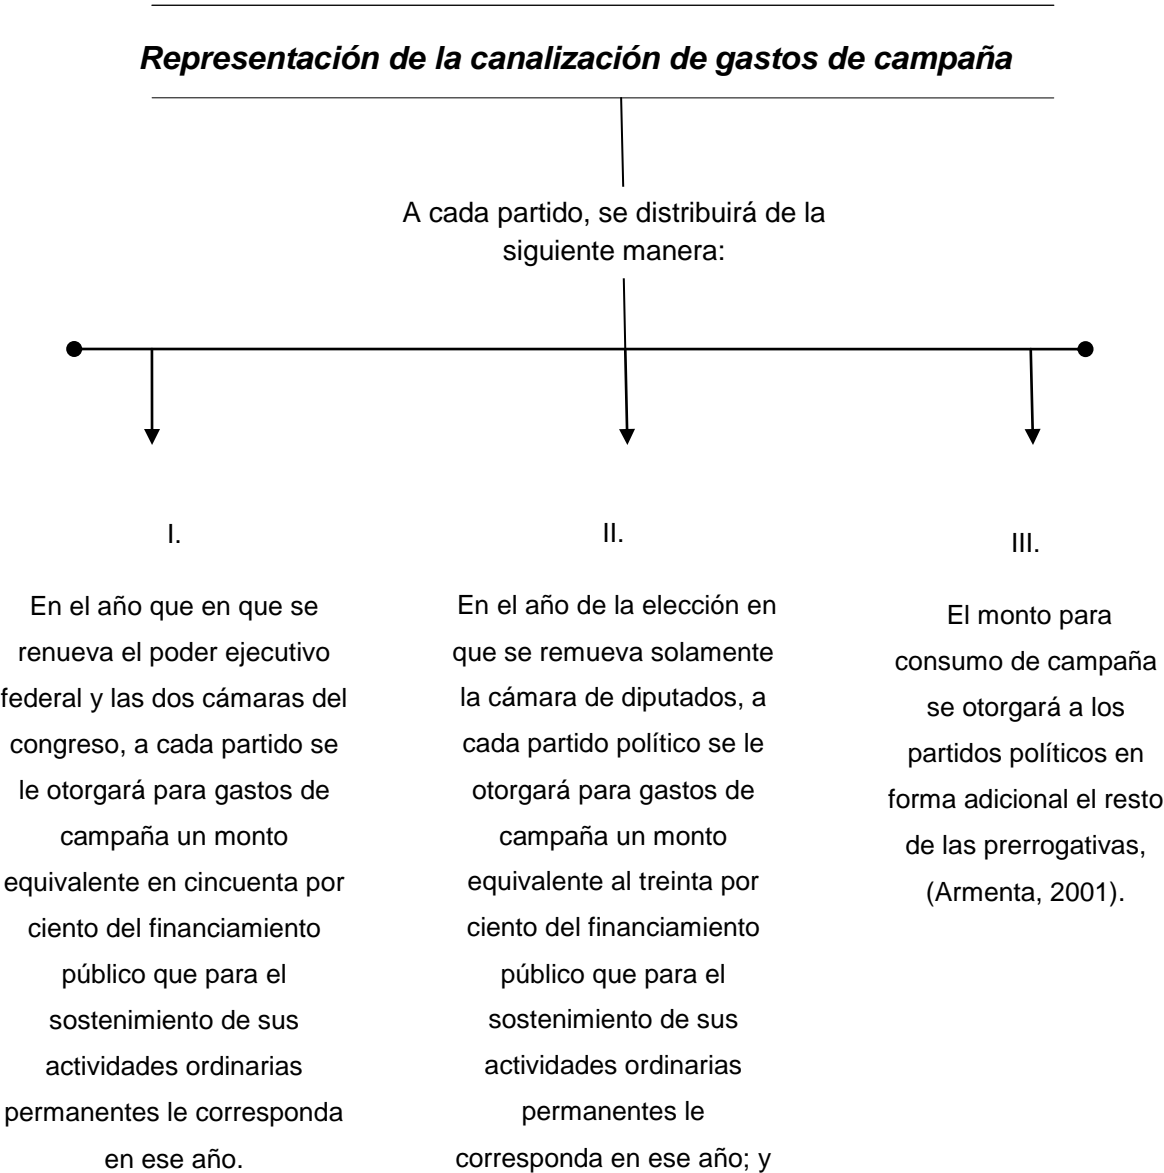 Representación de la canalización de gastos de campaña
A cada partido, se distribuirá de la
siguiente manera:
I.
En el año que en que se
renueva el poder ejecutivo
federal y las dos cámaras del
congreso, a cada partido se
le otorgará para gastos de
campaña un monto
equivalente en cincuenta por
ciento del financiamiento
público que para el
sostenimiento de sus
actividades ordinarias
permanentes le corresponda
en ese año.
II.
En el año de la elección en
que se remueva solamente
la cámara de diputados, a
cada partido político se le
otorgará para gastos de
campaña un monto
equivalente al treinta por
ciento del financiamiento
público que para el
sostenimiento de sus
actividades ordinarias
permanentes le
corresponda en ese año; y
III.
El monto para
consumo de campaña
se otorgará a los
partidos políticos en
forma adicional el resto
de las prerrogativas,
(Armenta, 2001).